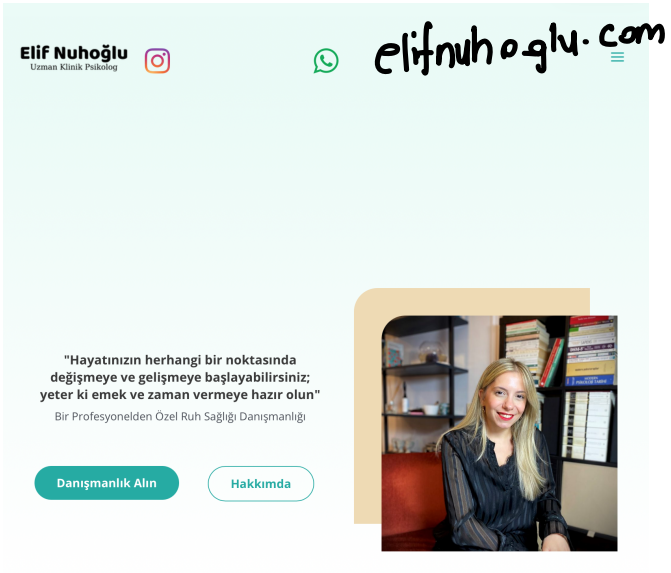 Elif Nuhoğlu
Uzman Klinik Psikolog
elifnuhoglu.com
"Hayatınızın herhangi bir noktasında
değişmeye ve gelişmeye başlayabilirsiniz;
yeter ki emek ve zaman vermeye hazır olun"
Bir Profesyonelden Özel Ruh Sağlığı Danışmanlığı
Danışmanlık Alın
Hakkımda